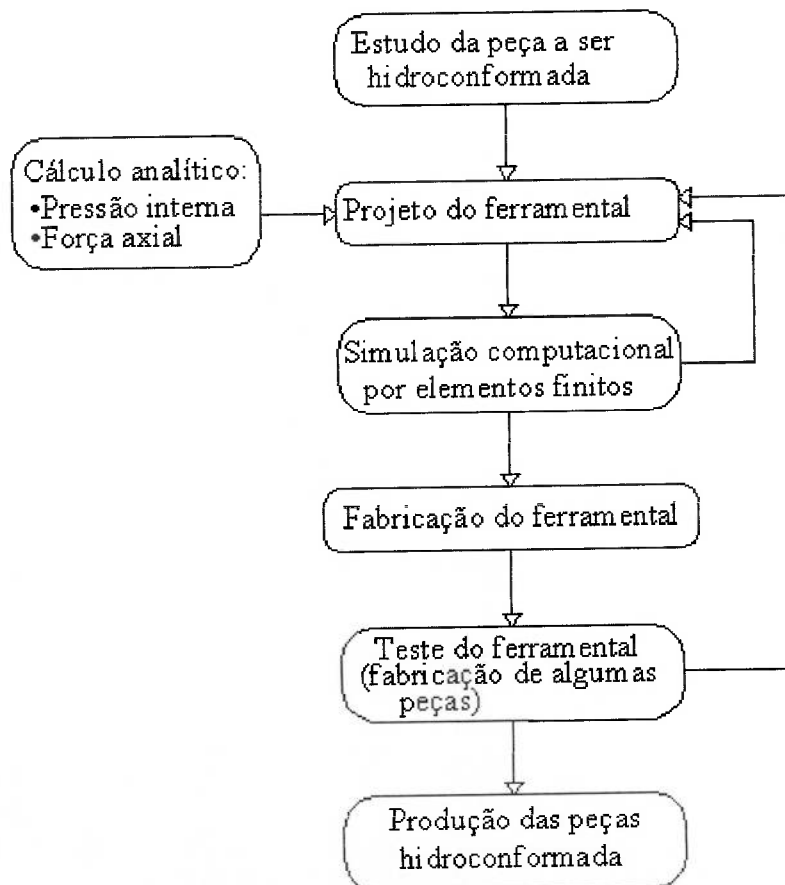 Estudo da peça a ser
hidroconformada
Cálculo analítico:
•Pressão interna
•Força axial
Projeto do ferramental
Simulação computacional
por elementos finitos
Fabricação do ferramental
Teste do ferramental
(fabricação de algumas
peças)
Produção das peças
hidroconformada